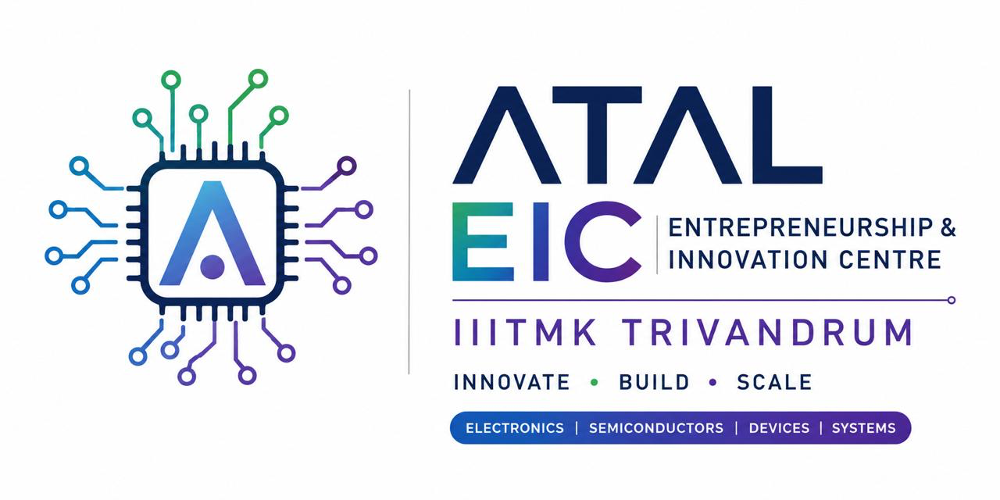 ATAL
EIC
ENTREPRENEURSHIP &
INNOVATION CENTRE
IIITMK TRIVANDRUM
INNOVATE • BUILD • SCALE
ELECTRONICS | SEMICONDUCTORS | DEVICES | SYSTEMS